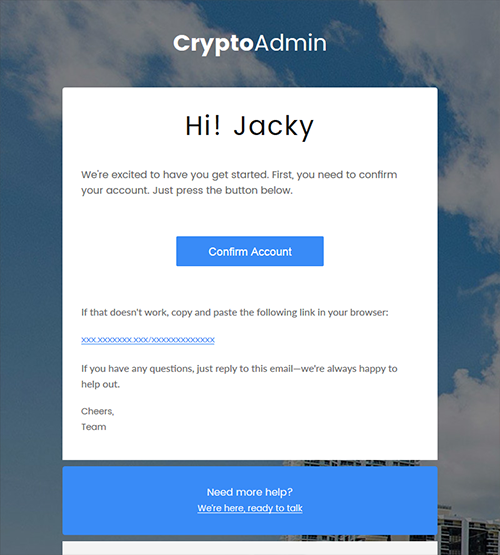 CryptoAdmin
Hi! Jacky
We're excited to have you get started. First, you need to confirm
your account. Just press the button below.
Confirm Account
If that doesn't work, copy and paste the following link in your browser:
xxx.xxxxxxx.xxx/xxxxxxxxxxxxx
If you have any questions, just reply to this email—we're always happy to
help out.
Cheers,
Team
Need more help?
We're here, ready to talk